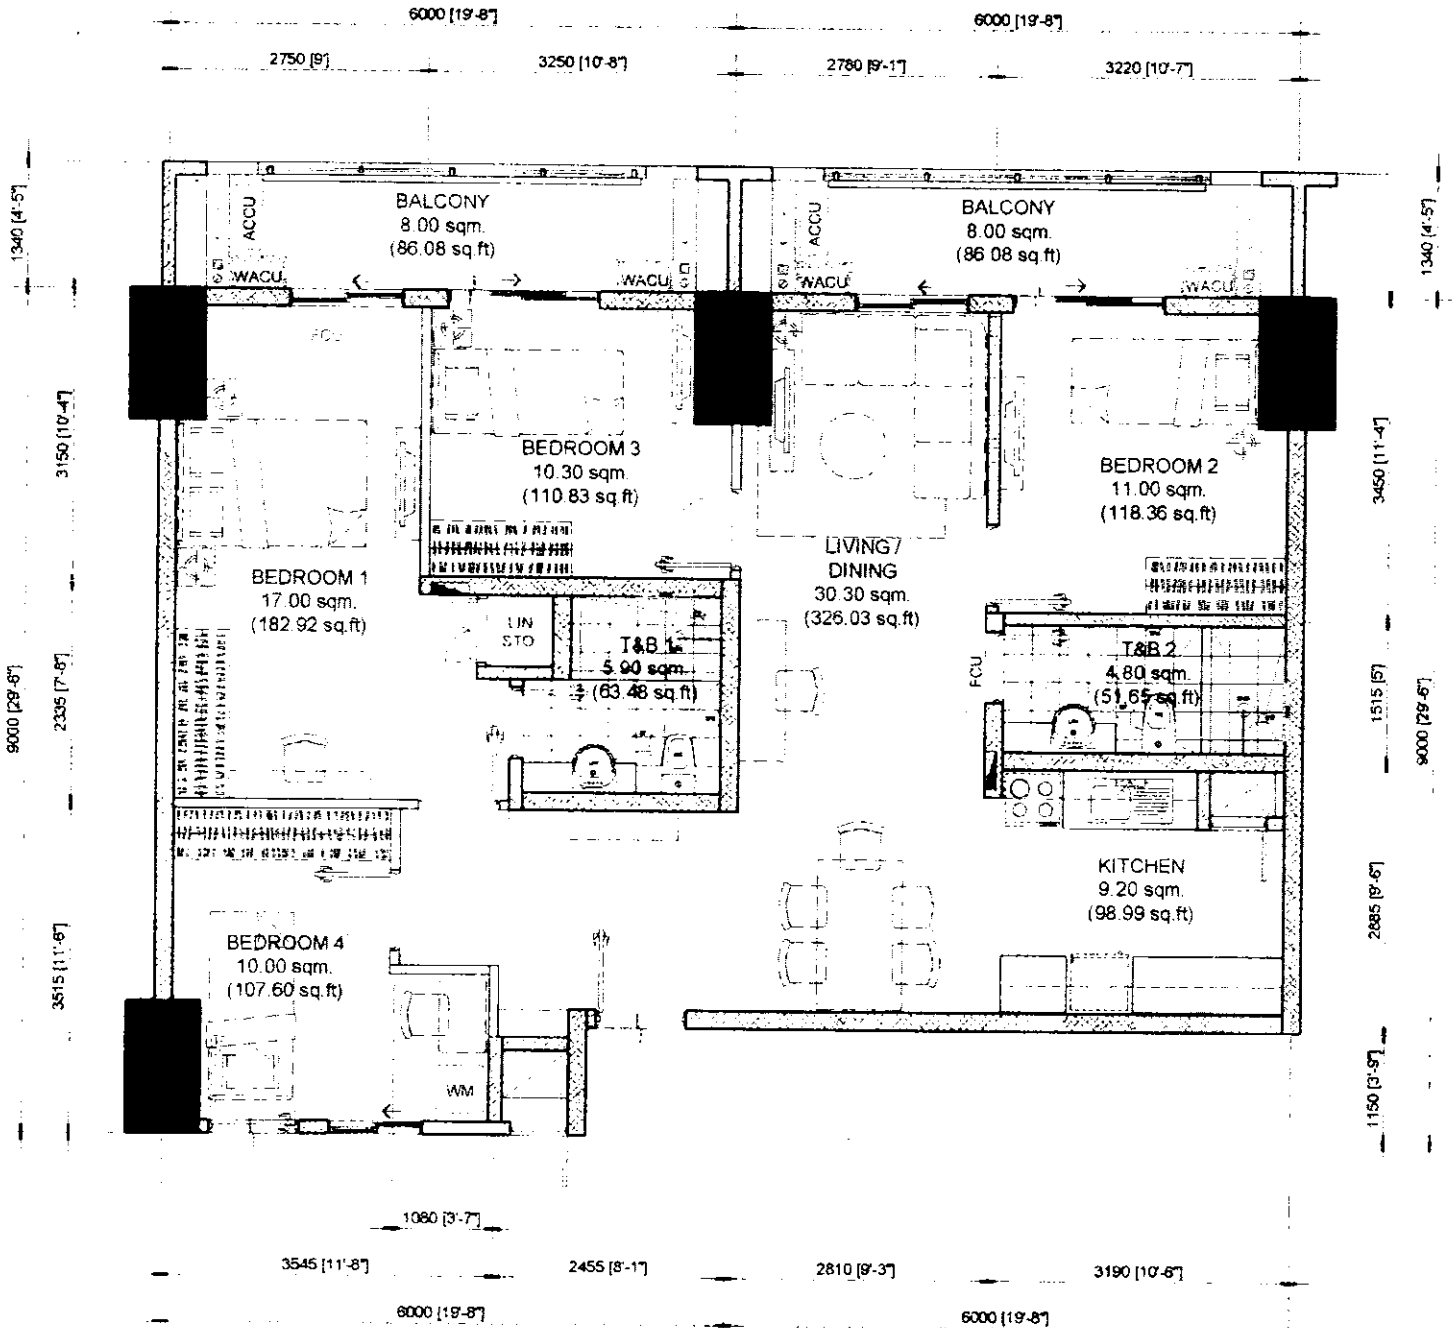 6000 [19'-8"]
6000 [19'-8"]
2750 [9']
3250 [10'-8"]
2780 [9'-1"]
3220 [10'-7"]
1340 [4'-5"]
1340 [4'-5"]
ACCU
BALCONY
8.00 sqm.
(86.08 sq.ft)
ACCU
BALCONY
8.00 sqm.
(86.08 sq.ft)
WACU
WACU
WACU
WACU
FCU
3150 [10'-4"]
3450 [11'-4"]
BEDROOM 3
10.30 sqm.
(110.83 sq.ft)
BEDROOM 2
11.00 sqm.
(118.36 sq.ft)
LIVING /
DINING
30.30 sqm.
(326.03 sq.ft)
BEDROOM 1
17.00 sqm.
(182.92 sq.ft)
LIN
STO
T&B 1
5.90 sqm.
(63.48 sq.ft)
FCU
T&B 2
4.80 sqm.
(51.65 sq.ft)
9000 [29'-6"]
2335 [7'-8"]
1515 [5']
9000 [29'-6"]
KITCHEN
9.20 sqm.
(98.99 sq.ft)
2885 [9'-6"]
BEDROOM 4
10.00 sqm.
(107.60 sq.ft)
3515 [11'-6"]
WM
1150 [3'-9"]
1080 [3'-7"]
3545 [11'-8"]
2455 [8'-1"]
2810 [9'-3"]
3190 [10'-6"]
6000 [19'-8"]
6000 [19'-8"]